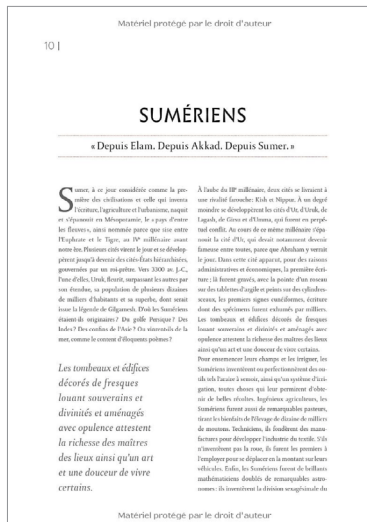 Matériel protégé par le droit d'auteur
10 |
SUMÉRIENS
« Depuis Elam. Depuis Akkad. Depuis Sumer. »
Sumer, à ce jour considérée comme la pre-
mière des civilisations et celle qui inventa
l'écriture, l'agriculture et l'urbanisme, naquit
et s'épanouit en Mésopotamie, le « pays d'entre
les fleuves », ainsi nommée parce que sise entre
l'Euphrate et le Tigre, au IVe millénaire avant
notre ère. Plusieurs cités virent le jour et se dévelop-
pèrent jusqu'à devenir des cités-États hiérarchisées,
gouvernées par un roi-prêtre. Vers 3300 av. J.-C.,
l'une d'elles, Uruk, fleurit, surpassant les autres par
son étendue, sa population de plusieurs dizaines
de milliers d'habitants et sa superbe, dont serait
issue la légende de Gilgamesh. D'où les Sumériens
étaient-ils originaires ? Du golfe Persique ? Des
Indes ? Des confins de l'Asie ? Ou vinrent-ils de la
mer, comme le content d'éloquents poèmes ?
Les tombeaux et édifices
décorés de fresques
louant souverains et
divinités et aménagés
avec opulence attestent
la richesse des maîtres
des lieux ainsi qu'un art
et une douceur de vivre
certains.
À l'aube du IIIe millénaire, deux cités se livraient à
une rivalité farouche : Kish et Nippur. À un degré
moindre se développèrent les cités d'Ur, d'Uruk, de
Lagash, de Girsu et d'Umma, qui furent en perpé-
tuel conflit. Au cours de ce même millénaire s'épa-
nouit la cité d'Ur, qui devait notamment devenir
fameuse entre toutes, parce que Abraham y verrait
le jour. Dans cette cité apparut, pour des raisons
administratives et économiques, la première écri-
ture ; là furent gravés, avec la pointe d'un roseau
sur des tablettes d'argile et peints sur des cylindres-
sceaux, les premiers signes cunéiformes, écriture
dont des spécimens furent exhumés par milliers.
Les tombeaux et édifices décorés de fresques
louant souverains et divinités et aménagés avec
opulence attestent la richesse des maîtres des lieux
ainsi qu'un art et une douceur de vivre certains.
Pour ensemencer leurs champs et les irriguer, les
Sumériens inventèrent ou perfectionnèrent des ou-
tils tels l'araire à semoir, ainsi qu'un système d'irri-
gation, toutes choses qui leur permirent d'obte-
nir de belles récoltes. Ingénieux agriculteurs, les
Sumériens furent aussi de remarquables pasteurs,
tirant les bienfaits de l'élevage de dizaines de milliers
de moutons. Techniciens, ils fondèrent des manu-
factures pour développer l'industrie du textile. S'ils
n'inventèrent pas la roue, ils furent les premiers à
l'employer pour se déplacer en la montant sur leurs
véhicules. Enfin, les Sumériens furent de brillants
mathématiciens doublés de remarquables astro-
nomes : ils inventèrent la division sexagésimale du
Matériel protégé par le droit d'auteur